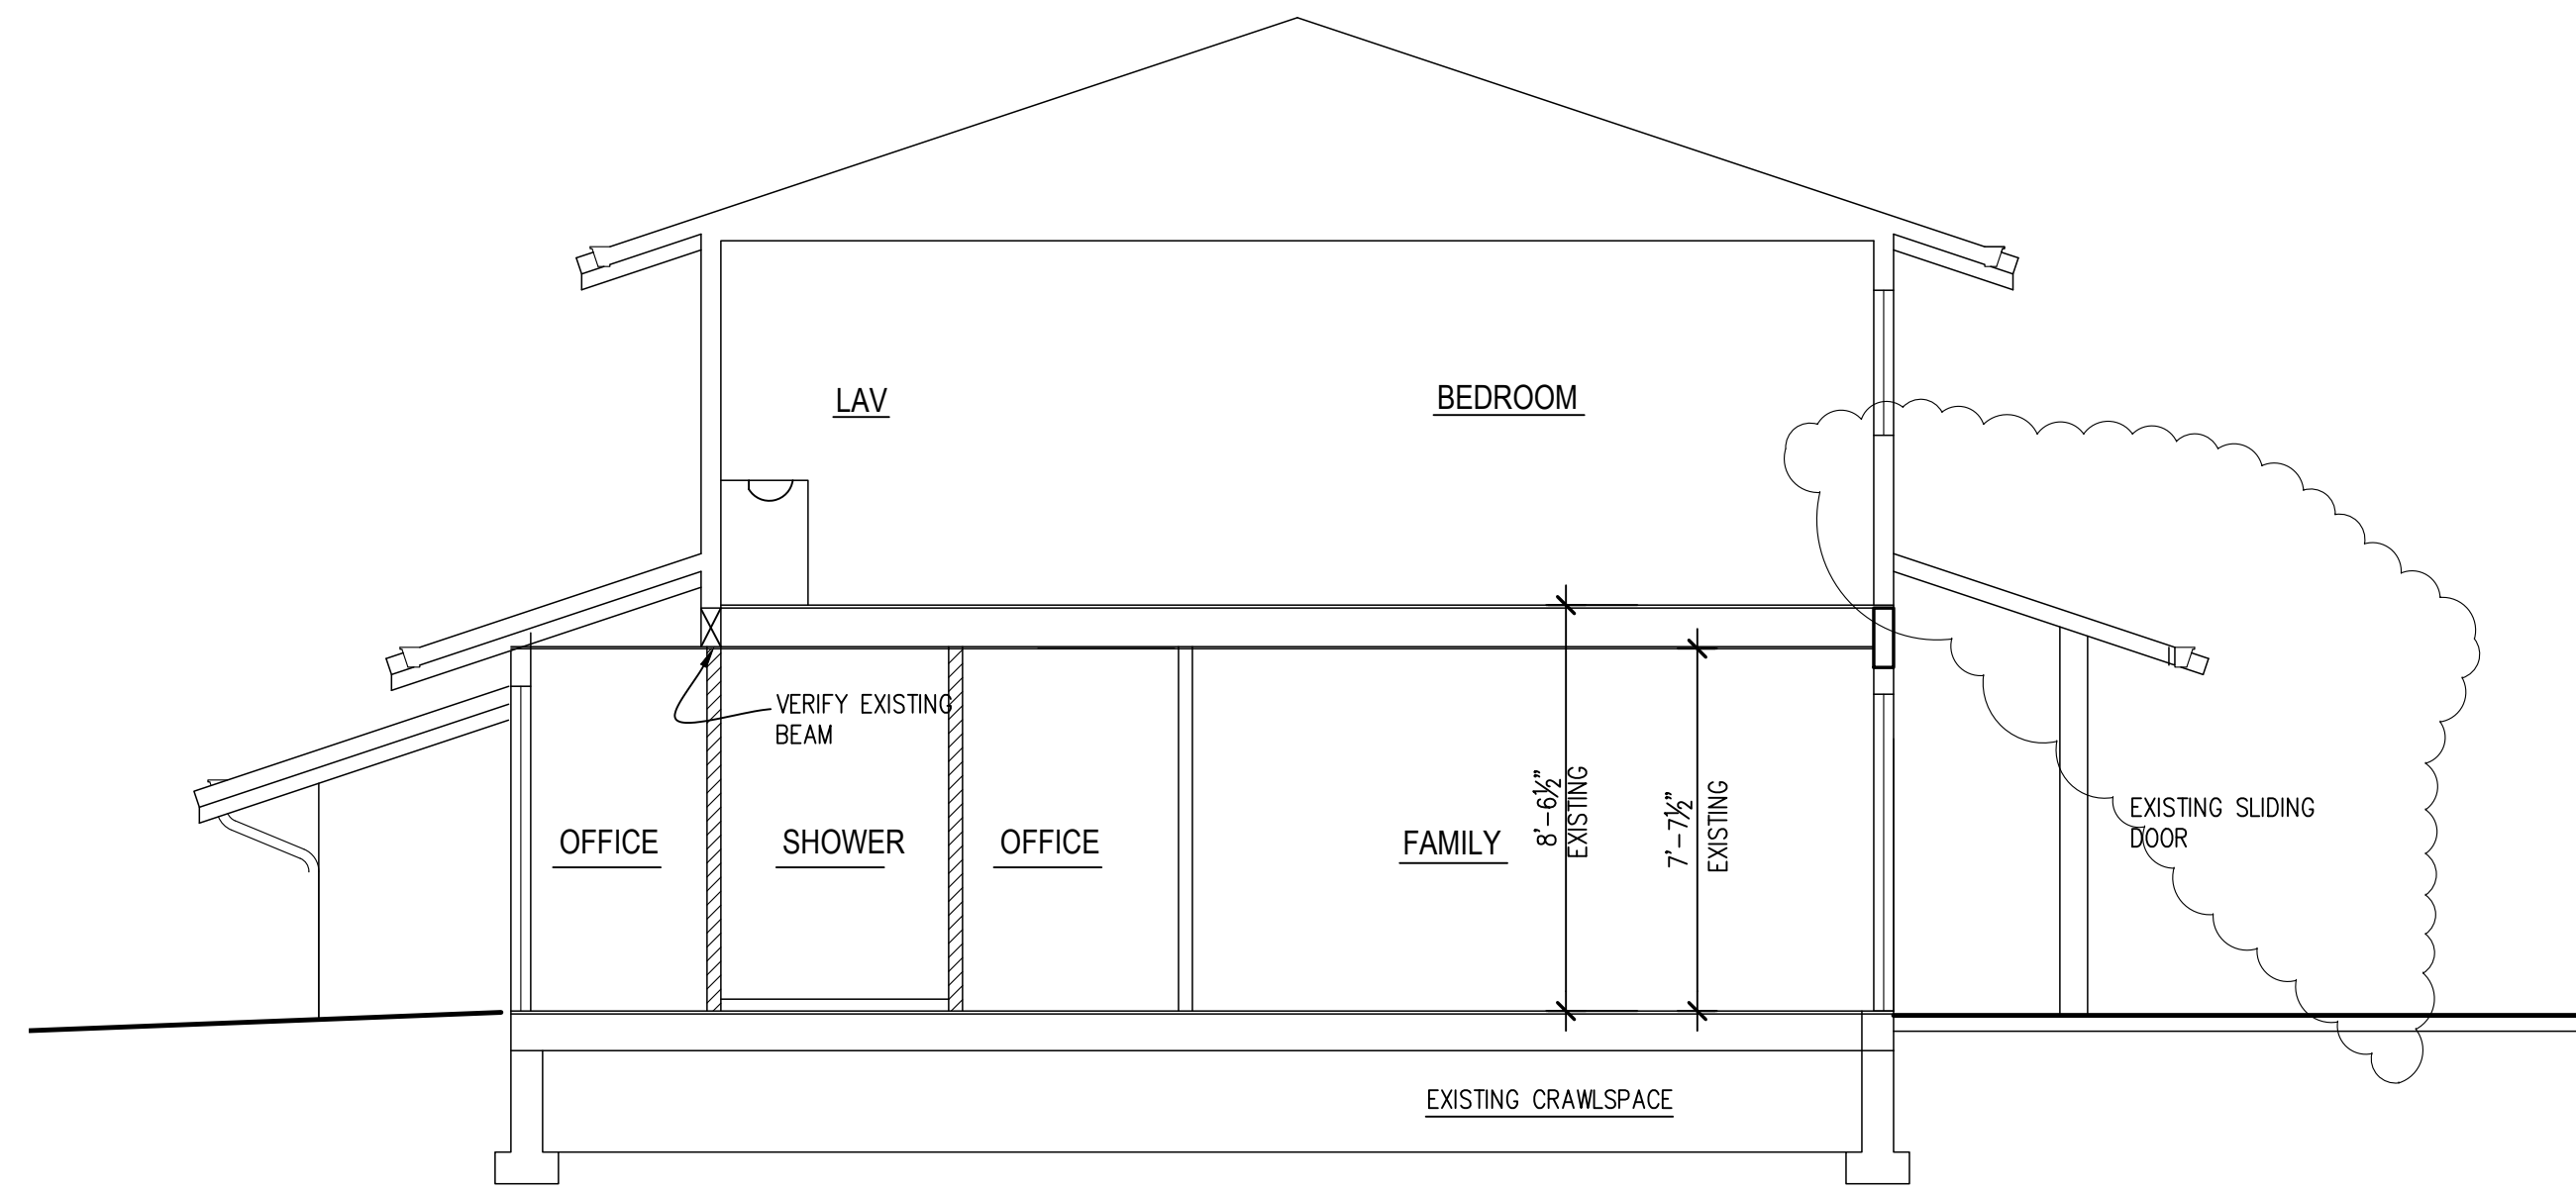 LAV
BEDROOM
VERIFY EXISTING
BEAM
8'-6½"
EXISTING
7'-7½"
EXISTING
EXISTING SLIDING
DOOR
OFFICE
SHOWER
OFFICE
FAMILY
EXISTING CRAWLSPACE